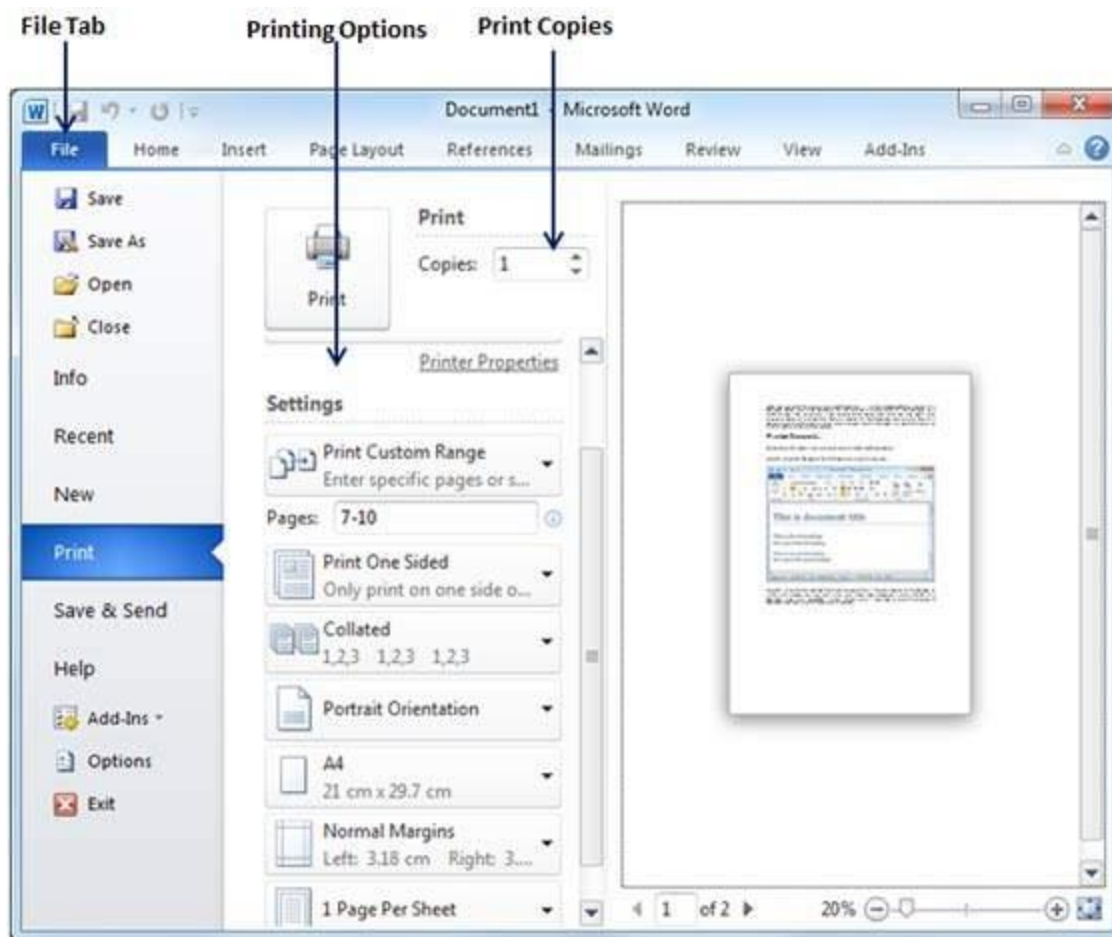 File Tab
Printing Options
Print Copies
Document1 - Microsoft Word
File Home Insert Page Layout References Mailings Review View Add-Ins
Save
Save As
Open
Close
Info
Recent
New
Print
Save & Send
Help
Add-Ins
Options
Exit
Print
Print
Copies: 1
Printer Properties
Settings
Print Custom Range
Enter specific pages or s...
Pages: 7-10
Print One Sided
Only print on one side o...
Collated
1,2,3 1,2,3 1,2,3
Portrait Orientation
A4
21 cm x 29.7 cm
Normal Margins
Left: 3.18 cm Right: 3....
1 Page Per Sheet
This is document title
1 of 2
20%